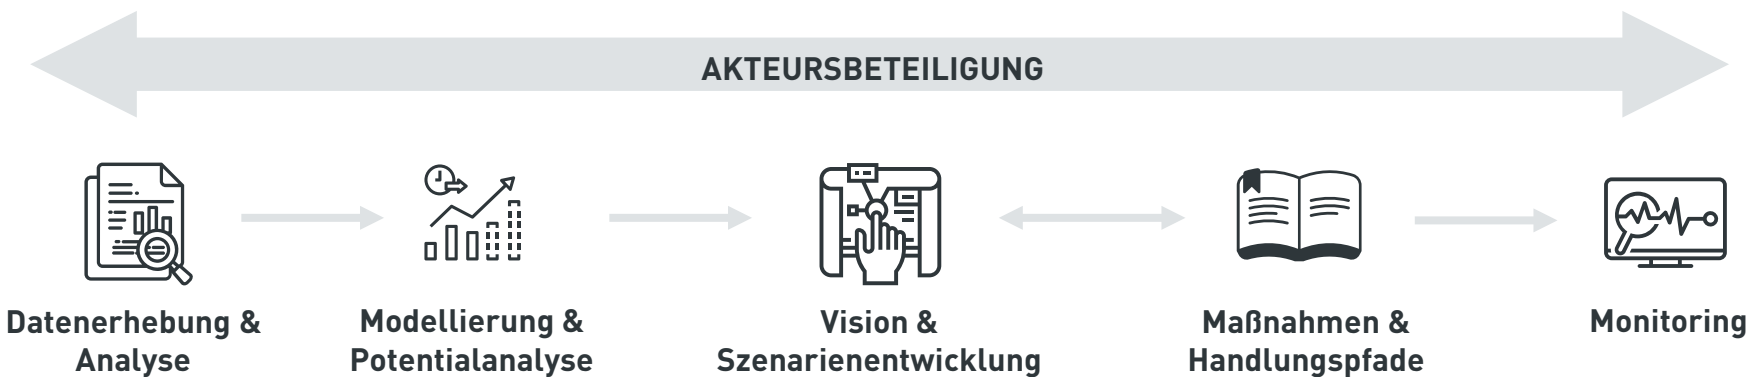 AKTEURSBETEILIGUNG
Datenerhebung &
Analyse
Modellierung &
Potentialanalyse
Vision &
Szenarienentwicklung
Maßnahmen &
Handlungspfade
Monitoring